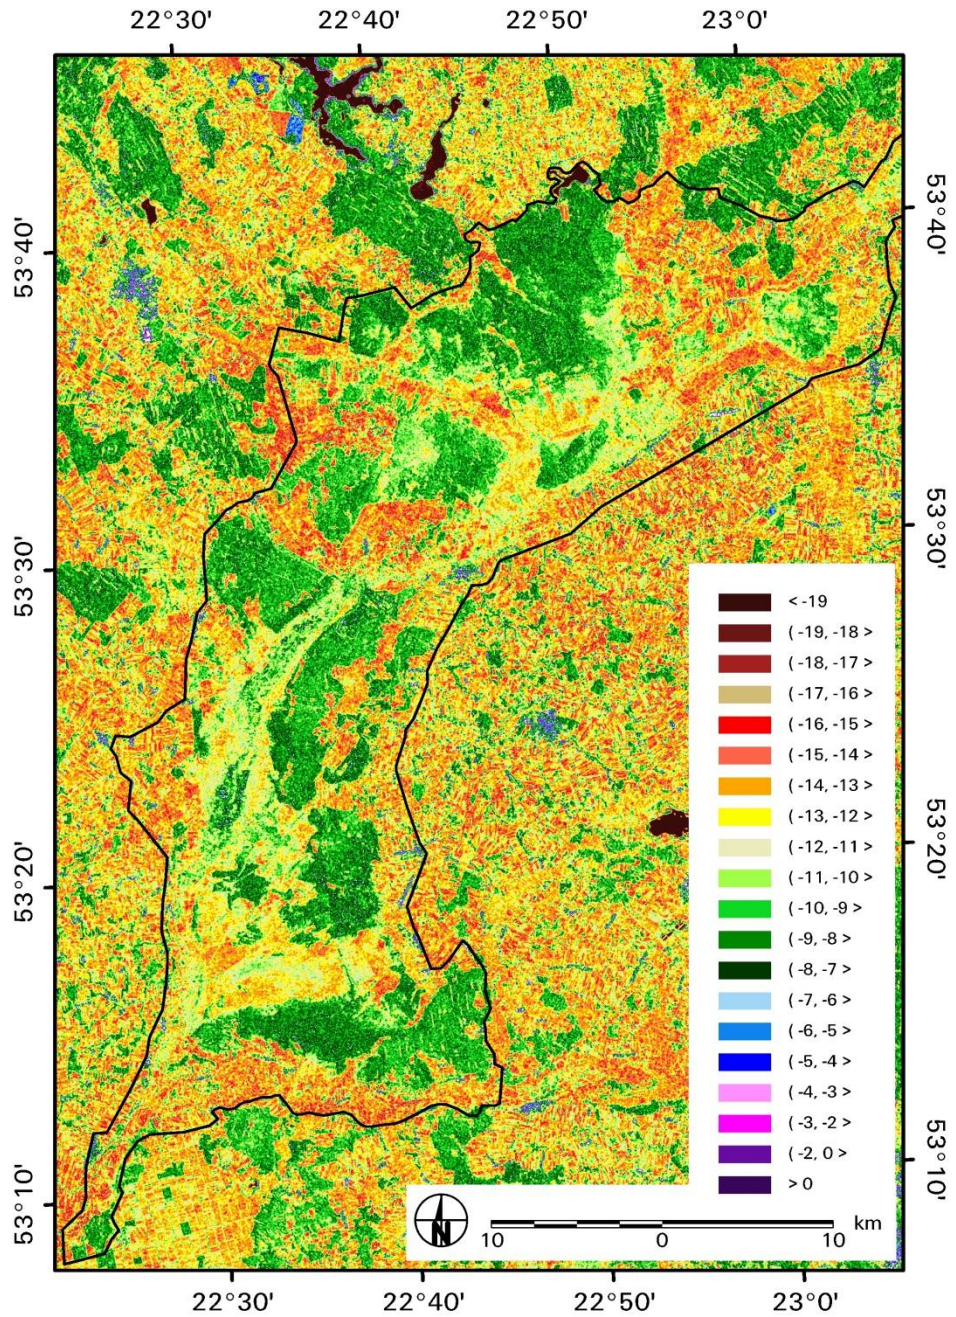 22°30' 22°40' 22°50' 23°0'
53°40'
53°40'
53°30'
53°30'
< -19
( -19, -18 >
( -18, -17 >
( -17, -16 >
( -16, -15 >
( -15, -14 >
( -14, -13 >
( -13, -12 >
( -12, -11 >
( -11, -10 >
( -10, -9 >
( -9, -8 >
( -8, -7 >
( -7, -6 >
( -6, -5 >
( -5, -4 >
( -4, -3 >
( -3, -2 >
( -2, 0 >
> 0
53°20'
53°20'
53°10'
53°10'
N
km
10 0 10
22°30' 22°40' 22°50' 23°0'